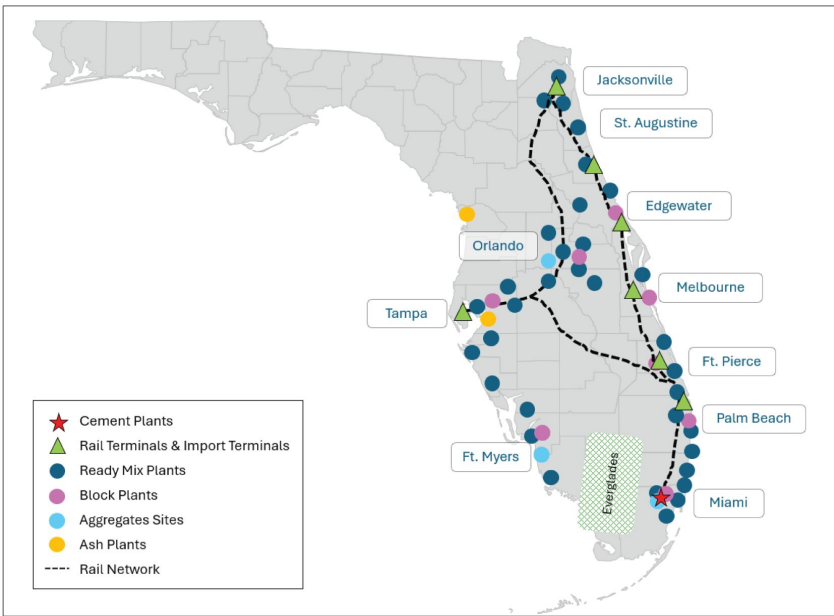 Jacksonville
St. Augustine
Edgewater
Orlando
Melbourne
Tampa
Ft. Pierce
Palm Beach
Ft. Myers
Everglades
Miami
Cement Plants
Rail Terminals & Import Terminals
Ready Mix Plants
Block Plants
Aggregates Sites
Ash Plants
Rail Network